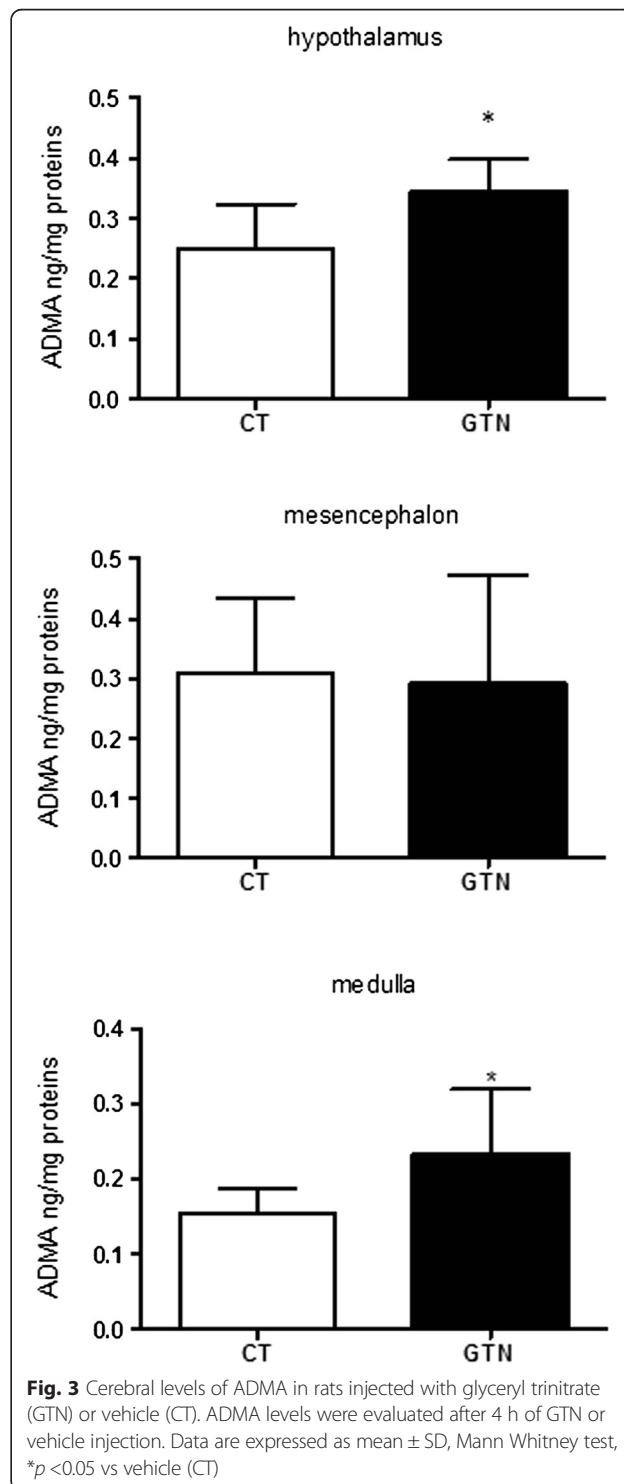 hypothalamus
ADMA ng/mg proteins
0.5
0.4
0.3
0.2
0.1
0.0
*
CT GTN
mesencephalon
ADMA ng/mg proteins
0.5
0.4
0.3
0.2
0.1
0.0
CT GTN
medulla
ADMA ng/mg proteins
0.4
0.3
0.2
0.1
0.0
*
CT GTN
Fig. 3 Cerebral levels of ADMA in rats injected with glyceryl trinitrate
(GTN) or vehicle (CT). ADMA levels were evaluated after 4 h of GTN or
vehicle injection. Data are expressed as mean ± SD, Mann Whitney test,
*p <0.05 vs vehicle (CT)